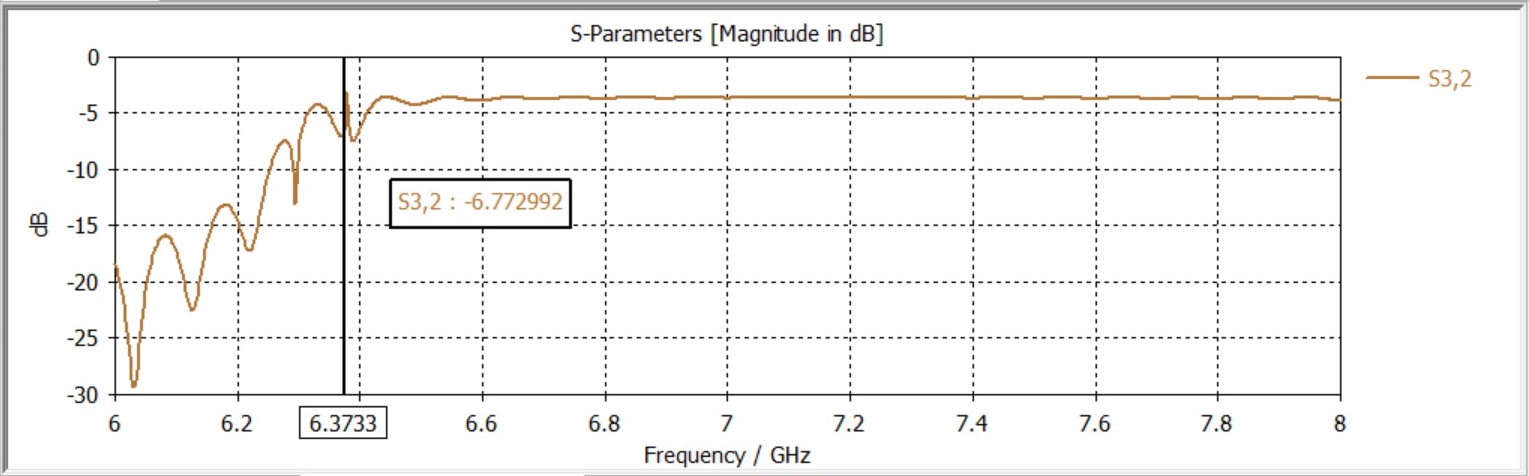 S-Parameters [Magnitude in dB]
S3,2
0
-5
-10
-15
-20
-25
-30
dB
S3,2 : -6.772992
6 6.2 6.3733 6.6 6.8 7 7.2 7.4 7.6 7.8 8
Frequency / GHz